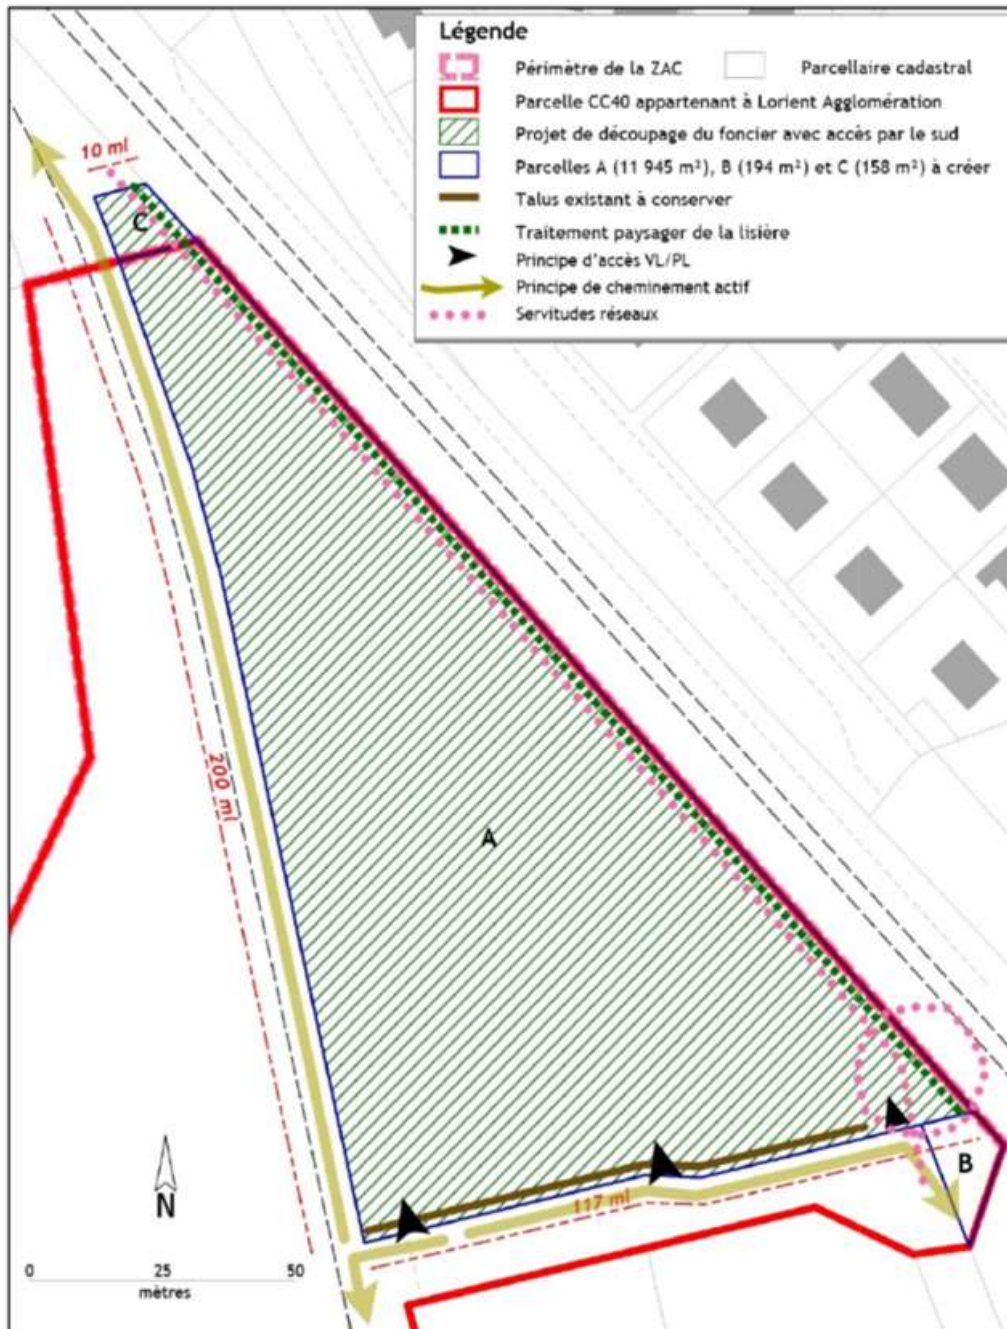 Légende
Périmètre de la ZAC
Parcellaire cadastral
Parcelle CC40 appartenant à Lorient Agglomération
Projet de découpage du foncier avec accès par le sud
Parcelles A (11 945 m²), B (194 m²) et C (158 m²) à créer
Talus existant à conserver
Traitement paysager de la lisière
Principe d'accès VL/PL
Principe de cheminement actif
Servitudes réseaux
10 ml
C
200 ml
A
B
117 ml
N
0 25 50
mètres